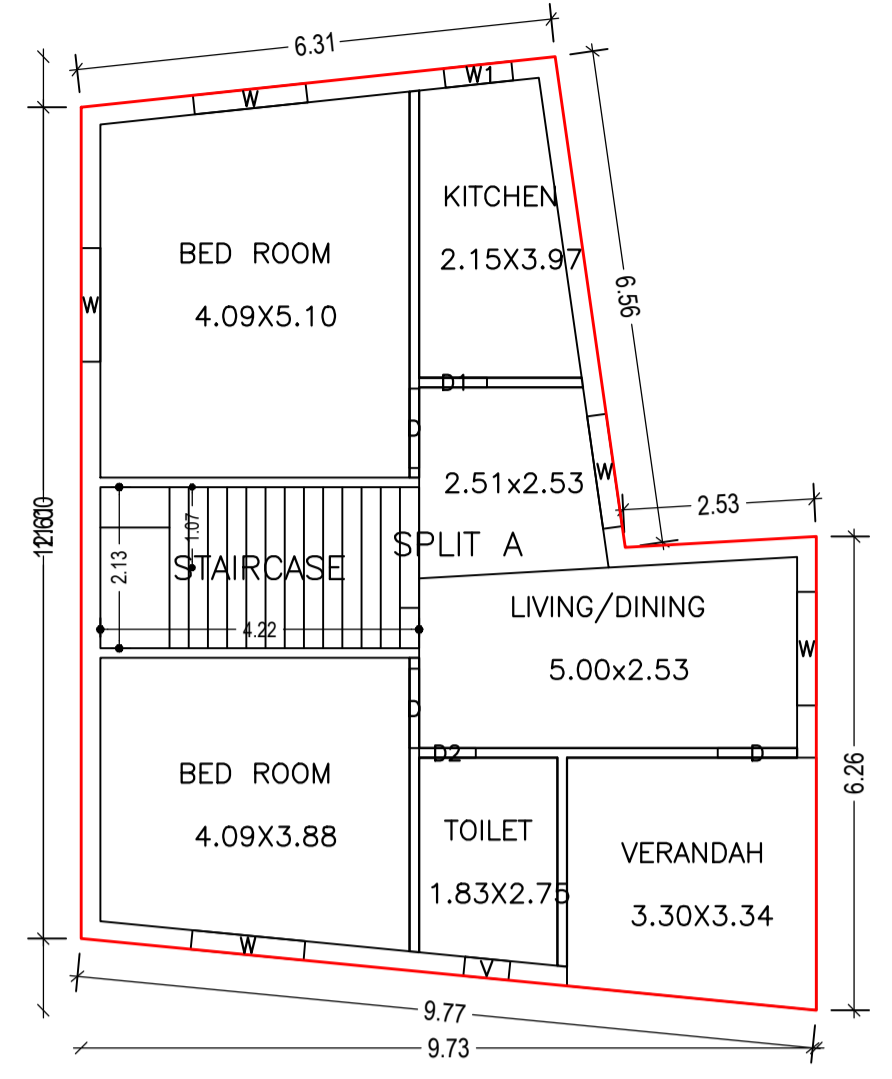 6.31
W
W1
KITCHEN
2.15X3.97
BED ROOM
4.09X5.10
W
6.56
D1
D
2.51x2.53
W
2.53
1.07
2.13
STAIRCASE
SPLIT A
4.22
LIVING/DINING
5.00x2.53
W
D
D2
D
6.26
BED ROOM
4.09X3.88
TOILET
1.83X2.75
VERANDAH
3.30X3.34
W
V
9.77
9.73